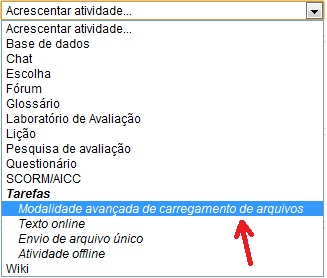 Acrescentar atividade...
Acrescentar atividade...
Base de dados
Chat
Escolha
Fórum
Glossário
Laboratório de Avaliação
Lição
Pesquisa de avaliação
Questionário
SCORM/AICC
Tarefas
Modalidade avançada de carregamento de arquivos
Texto online
Envio de arquivo único
Atividade offline
Wiki